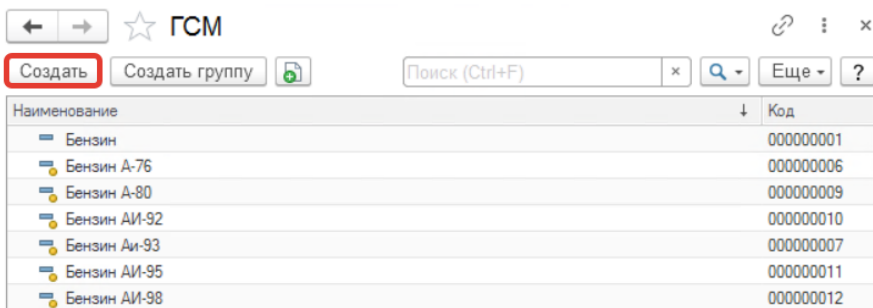 ГСМ
Создать Создать группу Поиск (Ctrl+F) × Еще ?
Наименование ↓ Код
Бензин 000000001
Бензин А-76 000000006
Бензин А-80 000000009
Бензин АИ-92 000000010
Бензин Аи-93 000000007
Бензин АИ-95 000000011
Бензин АИ-98 000000012